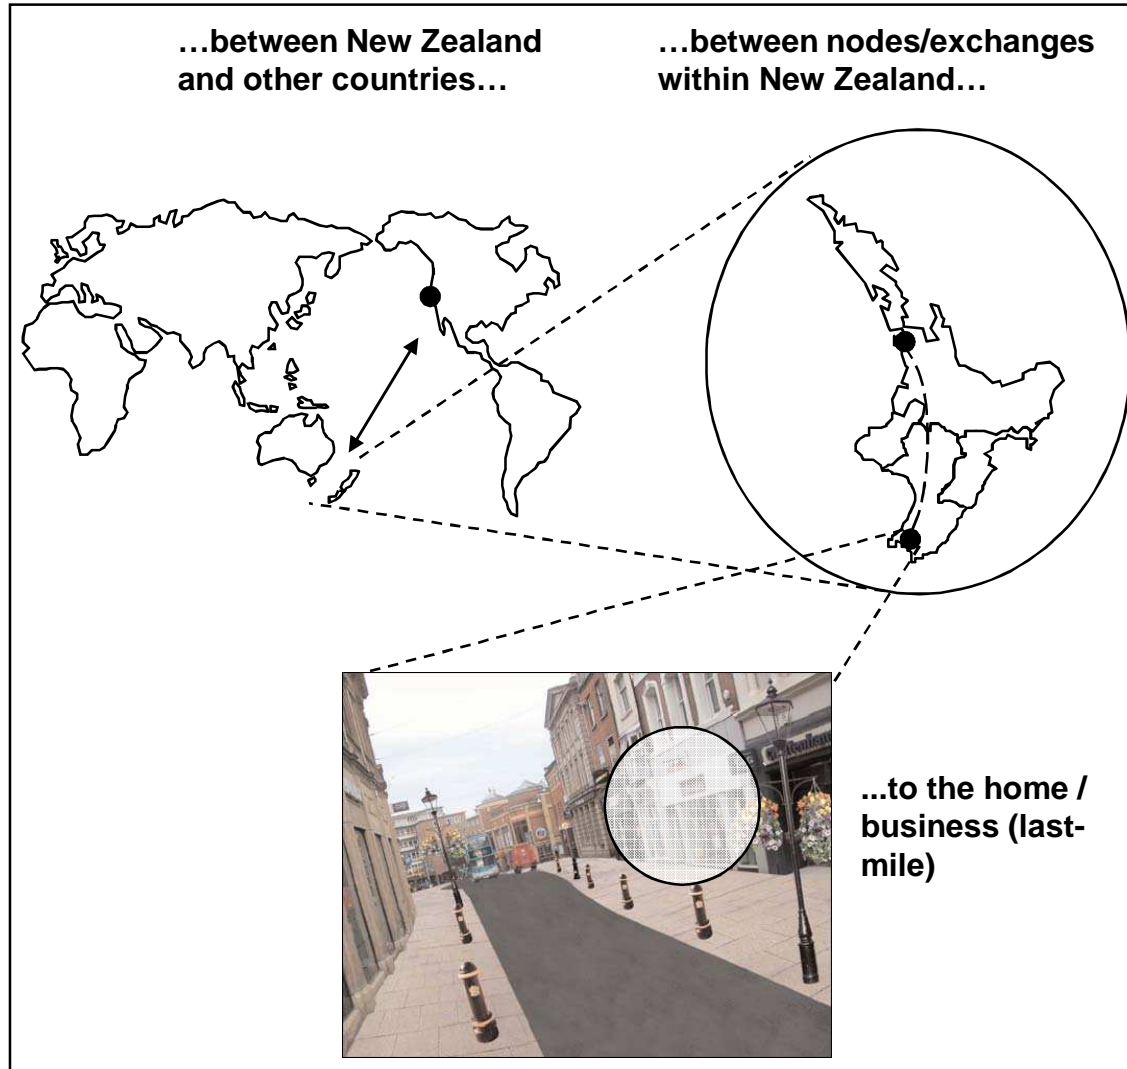 …between New Zealand
and other countries…
…between nodes/exchanges
within New Zealand…
...to the home /
business (last-
mile)